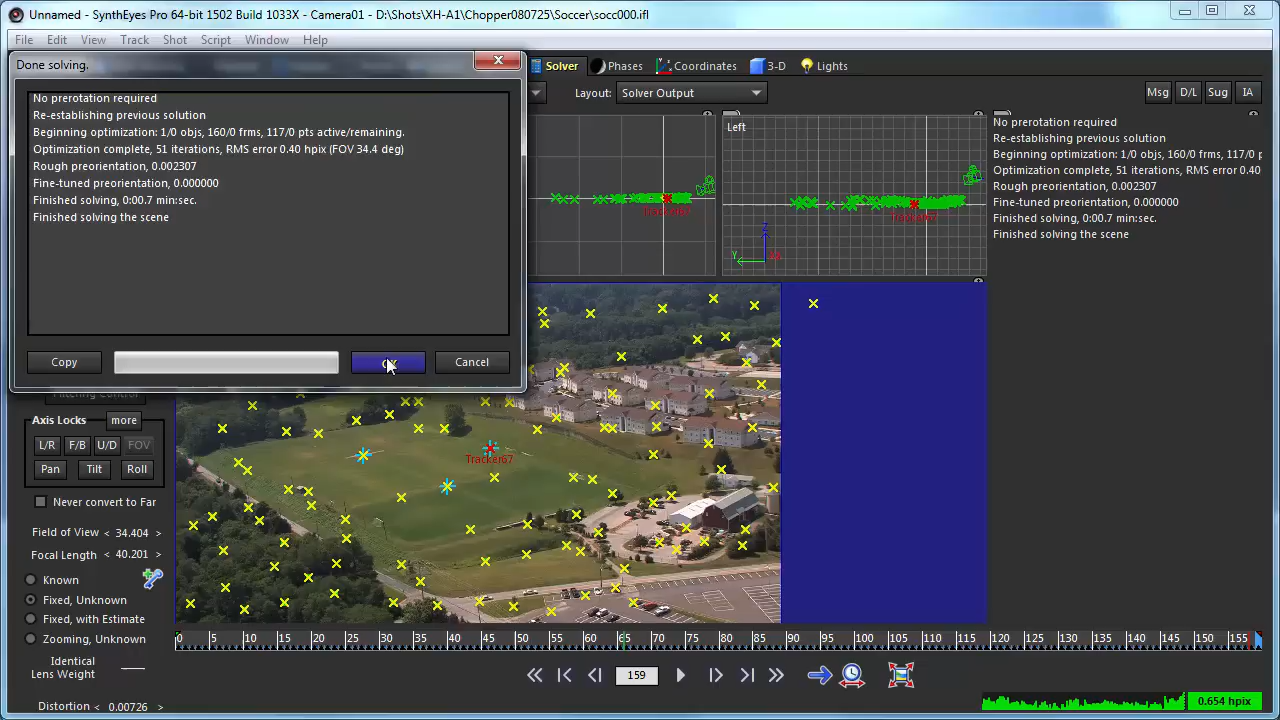 Unnamed - SynthEyes Pro 64-bit 1502 Build 1033X - Camera01 - D:\Shots\XH-A1\Chopper080725\Soccer\socc000.ifl
File Edit View Track Shot Script Window Help
Done solving.
Solver Phases Coordinates 3-D Lights
Layout: Solver Output
Msg D/L Sug IA
No prerotation required
Re-establishing previous solution
Beginning optimization: 1/0 objs, 160/0 frms, 117/0 pts active/remaining.
Optimization complete, 51 iterations, RMS error 0.40 hpix (FOV 34.4 deg)
Rough preorientation, 0.002307
Fine-tuned preorientation, 0.000000
Finished solving, 0:00.7 min:sec.
Finished solving the scene
Copy
Cancel
Left
Z
Y
No prerotation required
Re-establishing previous solution
Beginning optimization: 1/0 objs, 160/0 frms, 117/0 p
Optimization complete, 51 iterations, RMS error 0.40
Rough preorientation, 0.002307
Fine-tuned preorientation, 0.000000
Finished solving, 0:00.7 min:sec.
Finished solving the scene
Axis Locks more
L/R F/B U/D FOV
Pan Tilt Roll
Never convert to Far
Field of View < 34.404 >
Focal Length < 40.201 >
Known
Fixed, Unknown
Fixed, with Estimate
Zooming, Unknown
Identical
Lens Weight
Distortion < 0.00726 >
Tracker67
0 5 10 15 20 25 30 35 40 45 50 55 60 65 70 75 80 85 90 95 100 105 110 115 120 125 130 135 140 145 150 155
159
0.654 hpix